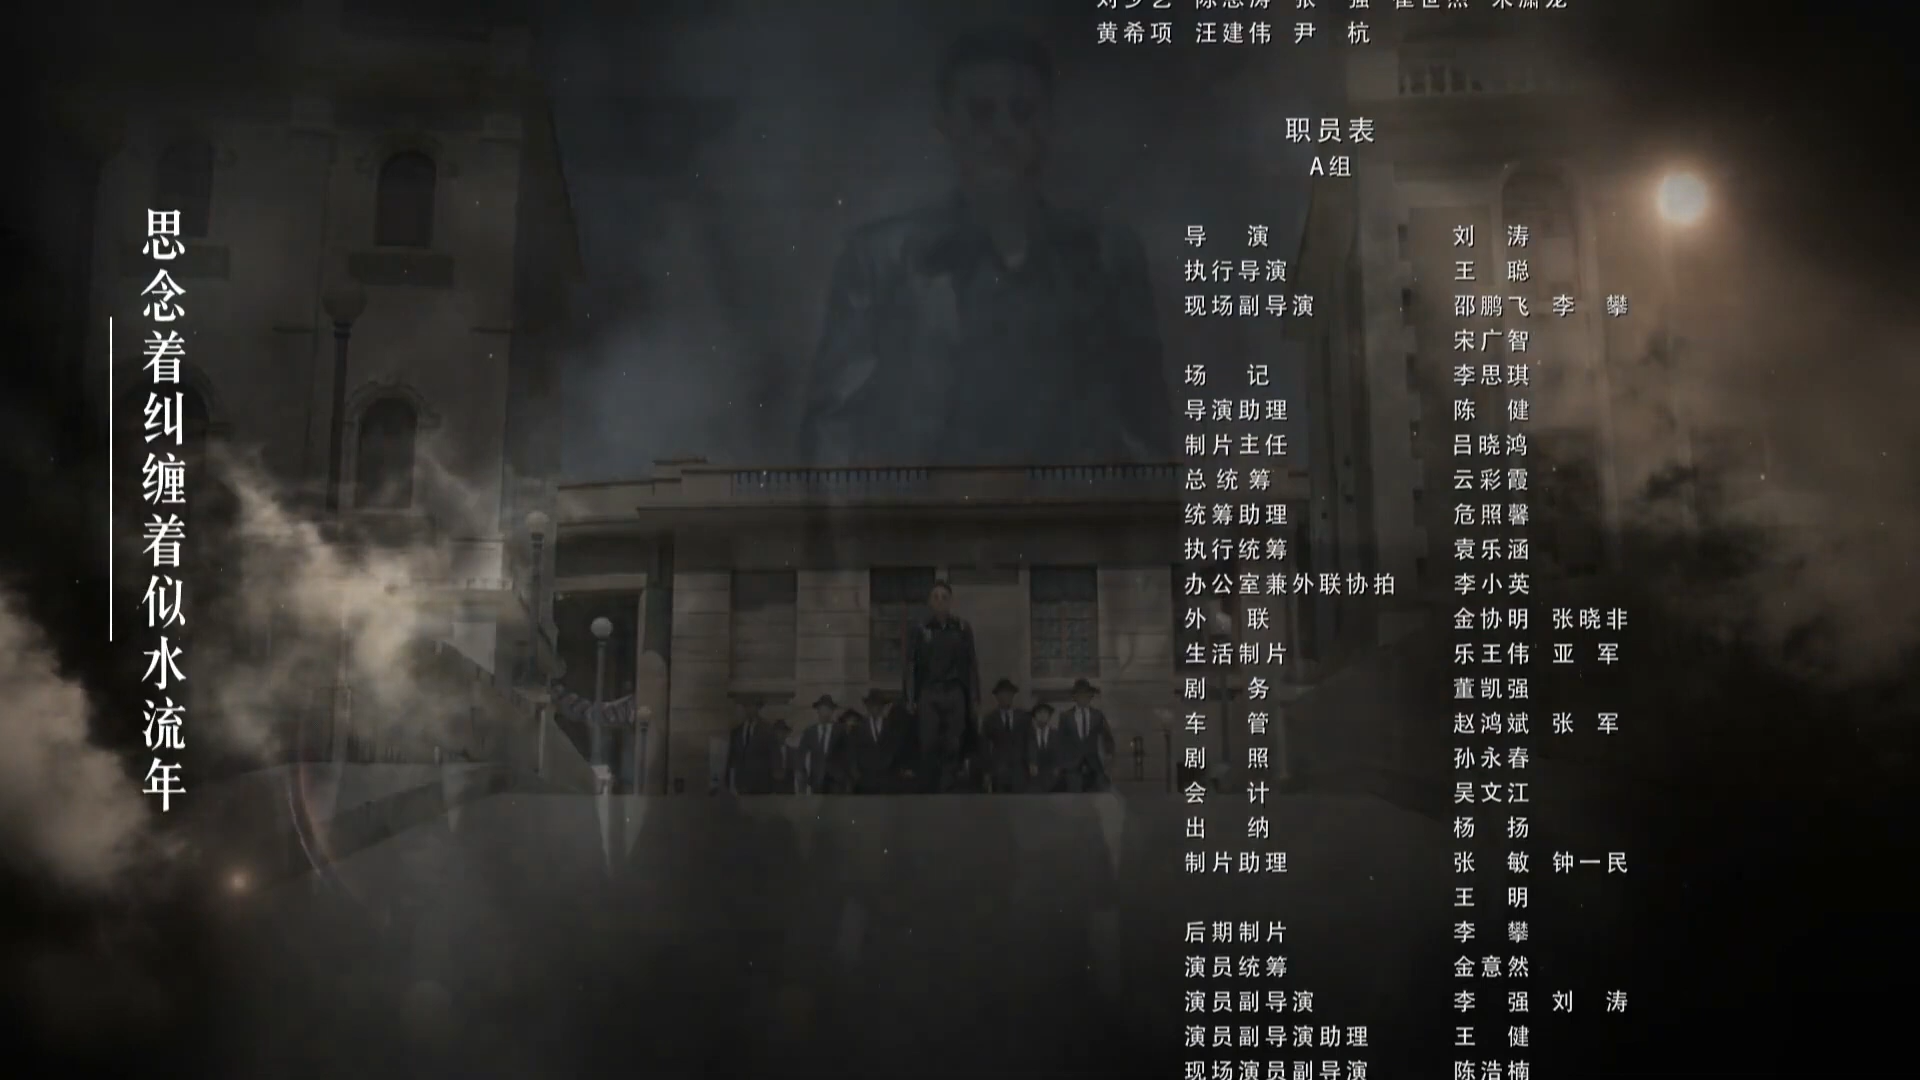 黄希项 汪建伟 尹 杭
职员表
A组
导 演 刘 涛
执行导演 王 聪
现场副导演 邵鹏飞 李 攀
宋广智
场 记 李思琪
导演助理 陈 健
制片主任 吕晓鸿
总统筹 云彩霞
统筹助理 危照馨
执行统筹 袁乐涵
办公室兼外联协拍 李小英
外 联 金协明 张晓非
生活制片 乐王伟 亚 军
剧 务 董凯强
车 管 赵鸿斌 张 军
剧 照 孙永春
会 计 吴文江
出 纳 杨 扬
制片助理 张 敏 钟一民
王 明
后期制片 李 攀
演员统筹 金意然
演员副导演 李 强 刘 涛
演员副导演助理 王 健
现场演员副导演 陈浩楠
思念着纠缠着似水流年